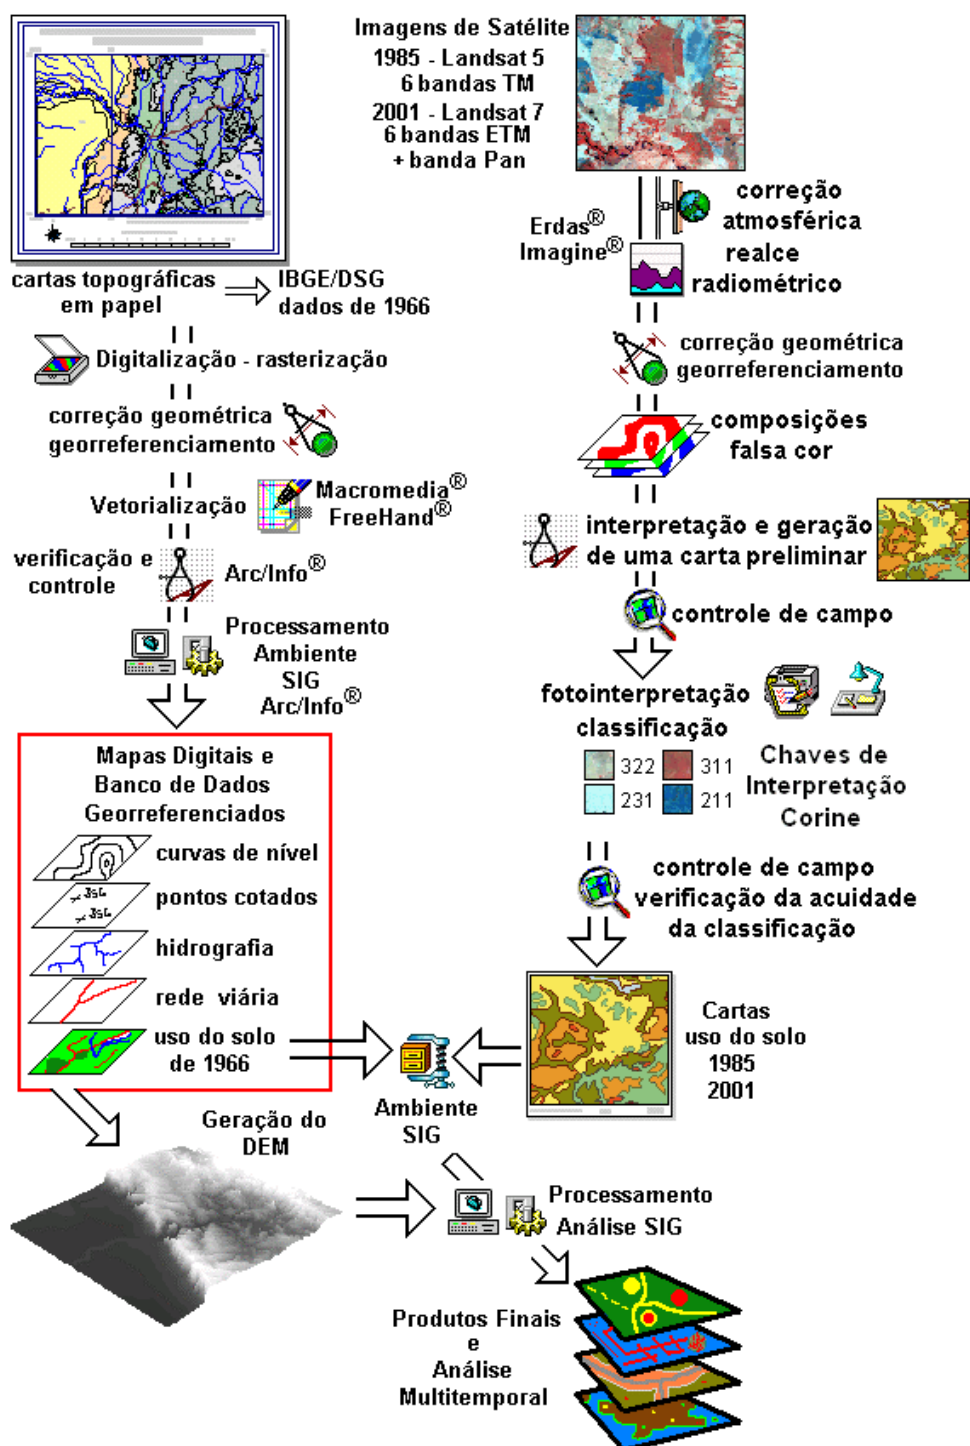 Imagens de Satélite
1985 - Landsat 5
6 bandas TM
2001 - Landsat 7
6 bandas ETM
+ banda Pan
correção
atmosférica
Erdas®
Imagine®
realce
radiométrico
cartas topográficas
em papel
IBGE/DSG
dados de 1966
Digitalização - rasterização
correção geométrica
georreferenciamento
correção geométrica
georreferenciamento
composições
falsa cor
Vetorialização
Macromedia®
FreeHand®
interpretação e geração
de uma carta preliminar
verificação e
controle
Arc/Info®
controle de campo
Processamento
Ambiente
SIG
Arc/Info®
fotointerpretação
classificação
322
311
231
211
Chaves de
Interpretação
Corine
Mapas Digitais e
Banco de Dados
Georreferenciados
curvas de nível
pontos cotados
hidrografia
rede viária
uso do solo
de 1966
controle de campo
verificação da acuidade
da classificação
Cartas
uso do solo
1985
2001
Ambiente
SIG
Geração do
DEM
Processamento
Análise SIG
Produtos Finais
e
Análise
Multitemporal